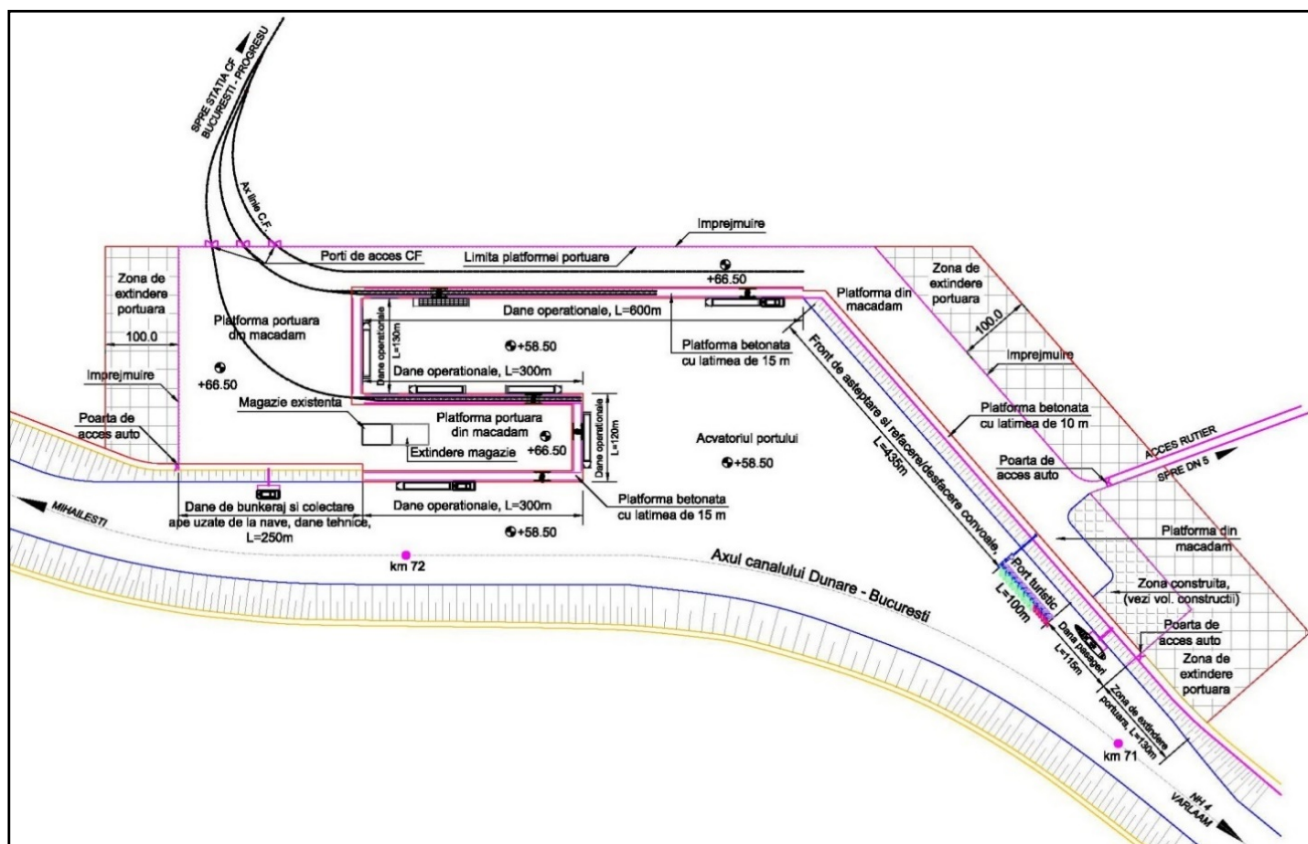 SPRE STATIA CF
BUCURESTI - PROGRESU
Ax linie C.F.
Imprejmuire
Porti de acces CF
Limita platformei portuare
+66.50
Zona de
extindere
portuara
100.0
Platforma portuara
din macadam
+66.50
Imprejmuire
Poarta de
acces auto
Dane operationale
L=130m
Dane operationale, L=600m
+58.50
Dane operationale, L=300m
Platforma betonata
cu latimea de 15 m
Platforma din
macadam
Zona de
extindere
portuara
100.0
Imprejmuire
Magazie existenta
Platforma portuara
din macadam
Extindere magazie
+66.50
Dane operationale
L=120m
Acvatoriul portului
+58.50
Front de asteptare si refacere/desfacere convoaie,
L=435m
Platforma betonata
cu latimea de 10 m
ACCES RUTIER
SPRE DN 5
Poarta de
acces auto
Dane de bunkeraj si colectare
ape uzate de la nave, dane tehnice,
L=250m
Dane operationale, L=300m
Platforma betonata
cu latimea de 15 m
+58.50
MIHAILESTI
km 72
Axul canalului Dunare - Bucuresti
Port turistic
L=100m
Platforma din
macadam
Zona construita,
(vezi vol. constructii)
Poarta de
acces auto
Dana pasageri
L=115m
Zona de
extindere
portuara
Zona de extindere
portuara, L=130m
km 71
NH 4
VARLAAM